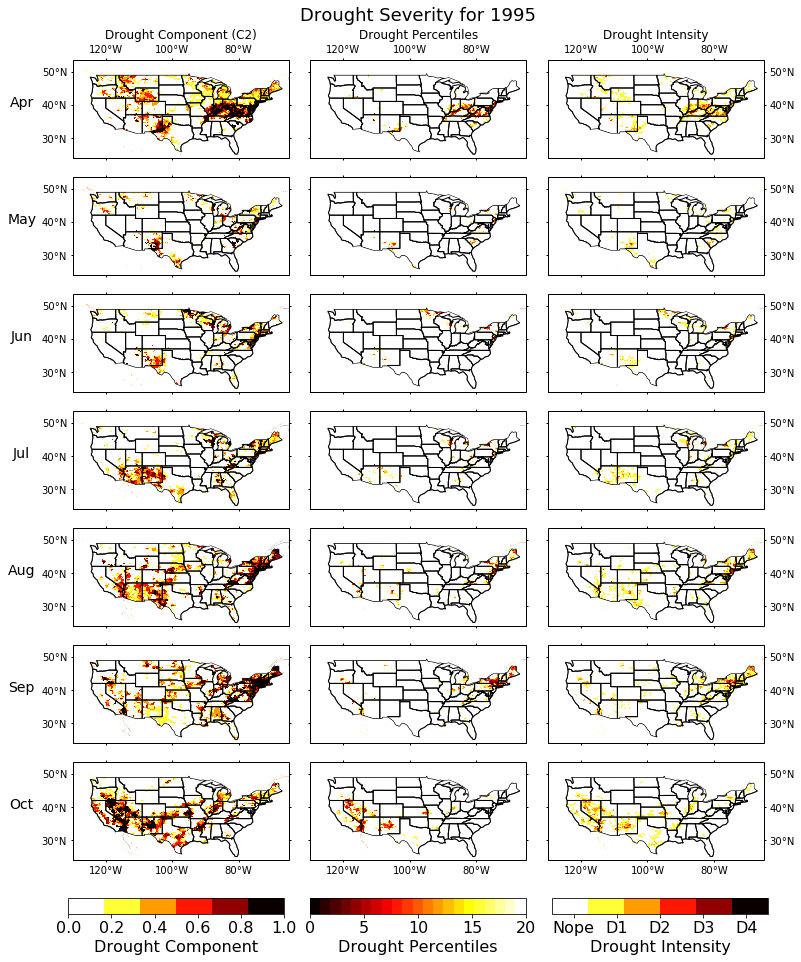 Drought Severity for 1995
Drought Component (C2) Drought Percentiles Drought Intensity
120°W 100°W 80°W 120°W 100°W 80°W 120°W 100°W 80°W
50°N 50°N
Apr 40°N 40°N
30°N 30°N
50°N 50°N
May 40°N 40°N
30°N 30°N
50°N 50°N
Jun 40°N 40°N
30°N 30°N
50°N 50°N
Jul 40°N 40°N
30°N 30°N
50°N 50°N
Aug 40°N 40°N
30°N 30°N
50°N 50°N
Sep 40°N 40°N
30°N 30°N
50°N 50°N
Oct 40°N 40°N
30°N 30°N
120°W 100°W 80°W 120°W 100°W 80°W 120°W 100°W 80°W
0.0 0.2 0.4 0.6 0.8 1.0 0 5 10 15 20 Nope D1 D2 D3 D4
Drought Component Drought Percentiles Drought Intensity